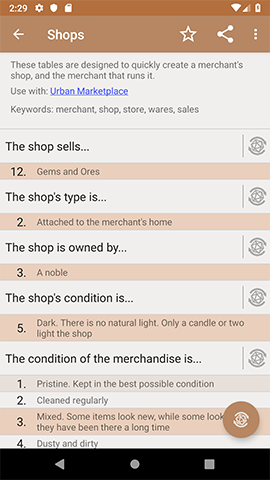 2:29
Shops
These tables are designed to quickly create a merchant's
shop, and the merchant that runs it.
Use with: Urban Marketplace
Keywords: merchant, shop, store, wares, sales
The shop sells...
12. Gems and Ores
The shop's type is...
2. Attached to the merchant's home
The shop is owned by...
3. A noble
The shop's condition is...
5. Dark. There is no natural light. Only a candle or two
light the shop
The condition of the merchandise is...
1. Pristine. Kept in the best possible condition
2. Cleaned regularly
3. Mixed. Some items look new, while some look
they have been there a long time
4. Dusty and dirty